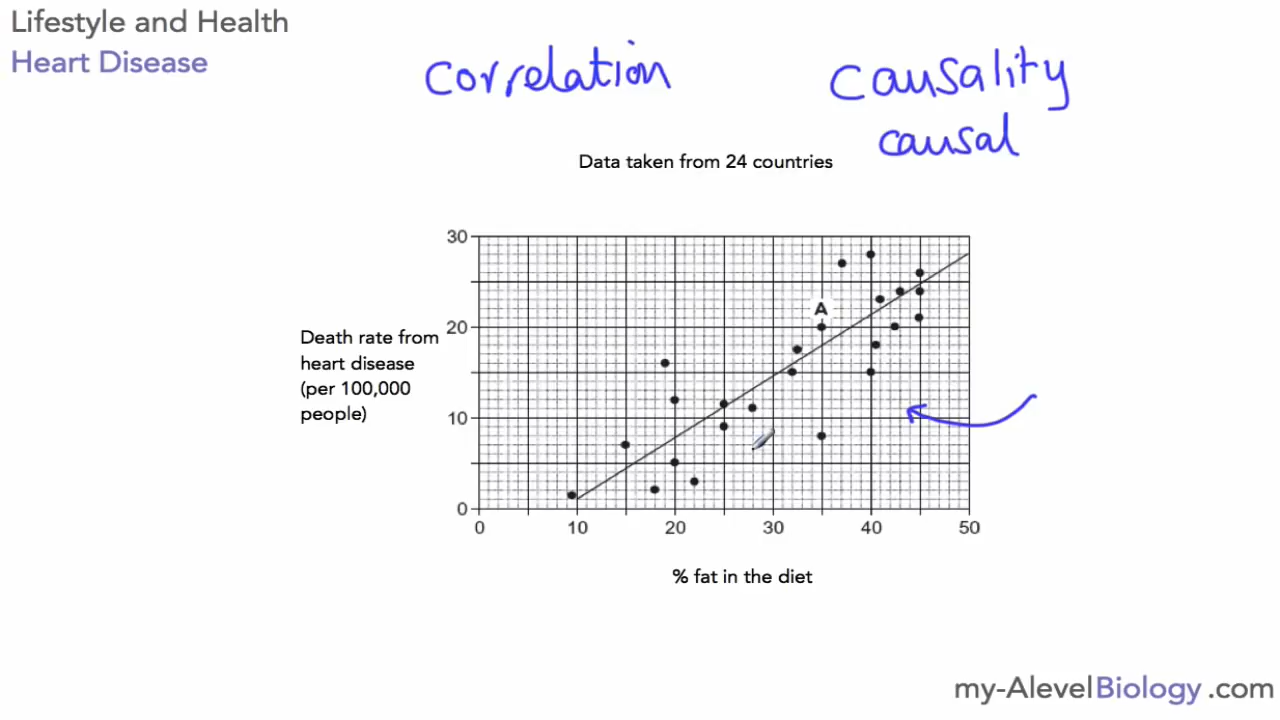 Lifestyle and Health
Heart Disease
correlation
causality
causal
Data taken from 24 countries
30
20
10
0
Death rate from
heart disease
(per 100,000
people)
A
0 10 20 30 40 50
% fat in the diet
my-AlevelBiology.com